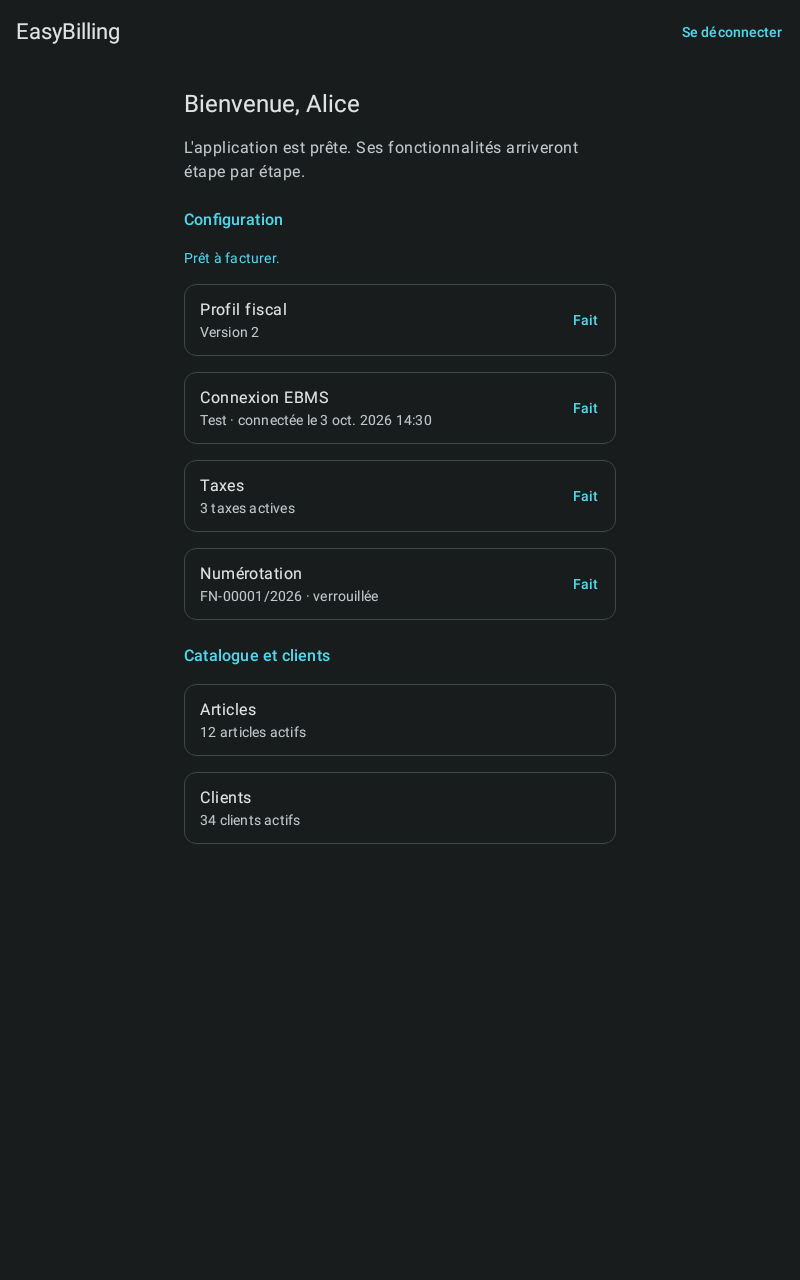 EasyBilling
Se déconnecter
Bienvenue, Alice
L'application est prête. Ses fonctionnalités arriveront
étape par étape.
Configuration
Prêt à facturer.
Profil fiscal
Version 2
Fait
Connexion EBMS
Test · connectée le 3 oct. 2026 14:30
Fait
Taxes
3 taxes actives
Fait
Numérotation
FN-00001/2026 · verrouillée
Fait
Catalogue et clients
Articles
12 articles actifs
Clients
34 clients actifs